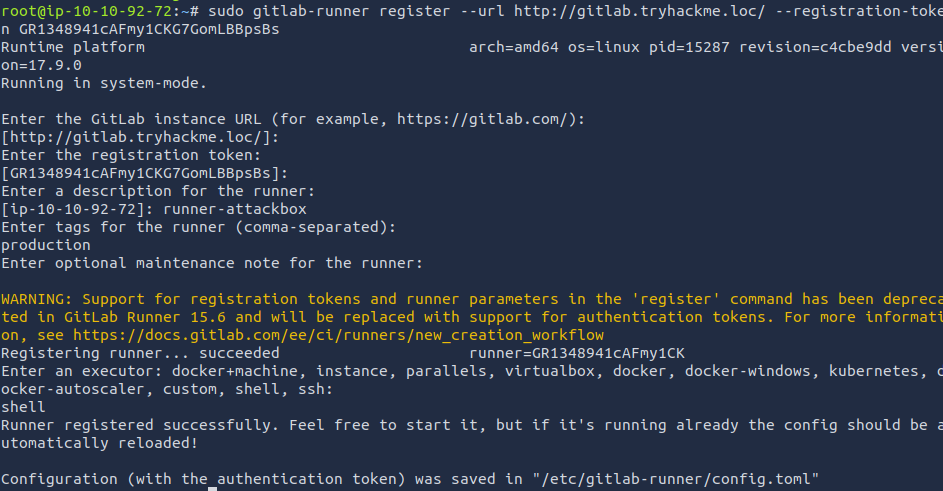 root@ip-10-10-92-72:~# sudo gitlab-runner register --url http://gitlab.tryhackme.loc/ --registration-toke
n GR1348941cAFmy1CKG7GomLBBpsBs
Runtime platform                                    arch=amd64 os=linux pid=15287 revision=c4cbe9dd versi
on=17.9.0
Running in system-mode.

Enter the GitLab instance URL (for example, https://gitlab.com/):
[http://gitlab.tryhackme.loc/]:
Enter the registration token:
[GR1348941cAFmy1CKG7GomLBBpsBs]:
Enter a description for the runner:
[ip-10-10-92-72]: runner-attackbox
Enter tags for the runner (comma-separated):
production
Enter optional maintenance note for the runner:

WARNING: Support for registration tokens and runner parameters in the 'register' command has been depreca
ted in GitLab Runner 15.6 and will be replaced with support for authentication tokens. For more informati
on, see https://docs.gitlab.com/ee/ci/runners/new_creation_workflow
Registering runner... succeeded                     runner=GR1348941cAFmy1CK
Enter an executor: docker+machine, instance, parallels, virtualbox, docker, docker-windows, kubernetes, d
ocker-autoscaler, custom, shell, ssh:
shell
Runner registered successfully. Feel free to start it, but if it's running already the config should be a
utomatically reloaded!

Configuration (with the authentication token) was saved in "/etc/gitlab-runner/config.toml"